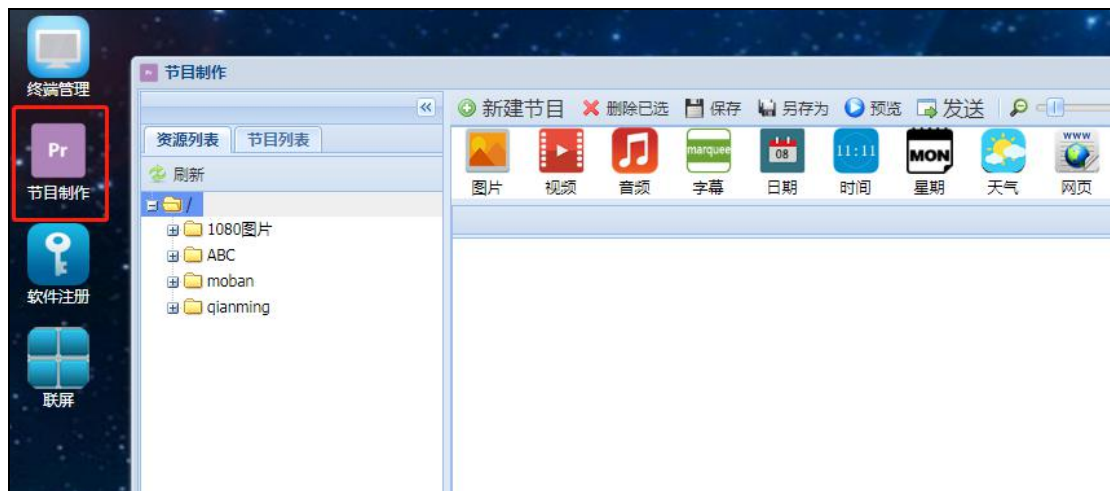 终端管理
Pr
节目制作
软件注册
联屏
节目制作
资源列表 节目列表
刷新
/
1080图片
ABC
moban
qianming
新建节目 删除已选 保存 另存为 预览 发送
marquee 08 11:11 MON WWW
图片 视频 音频 字幕 日期 时间 星期 天气 网页